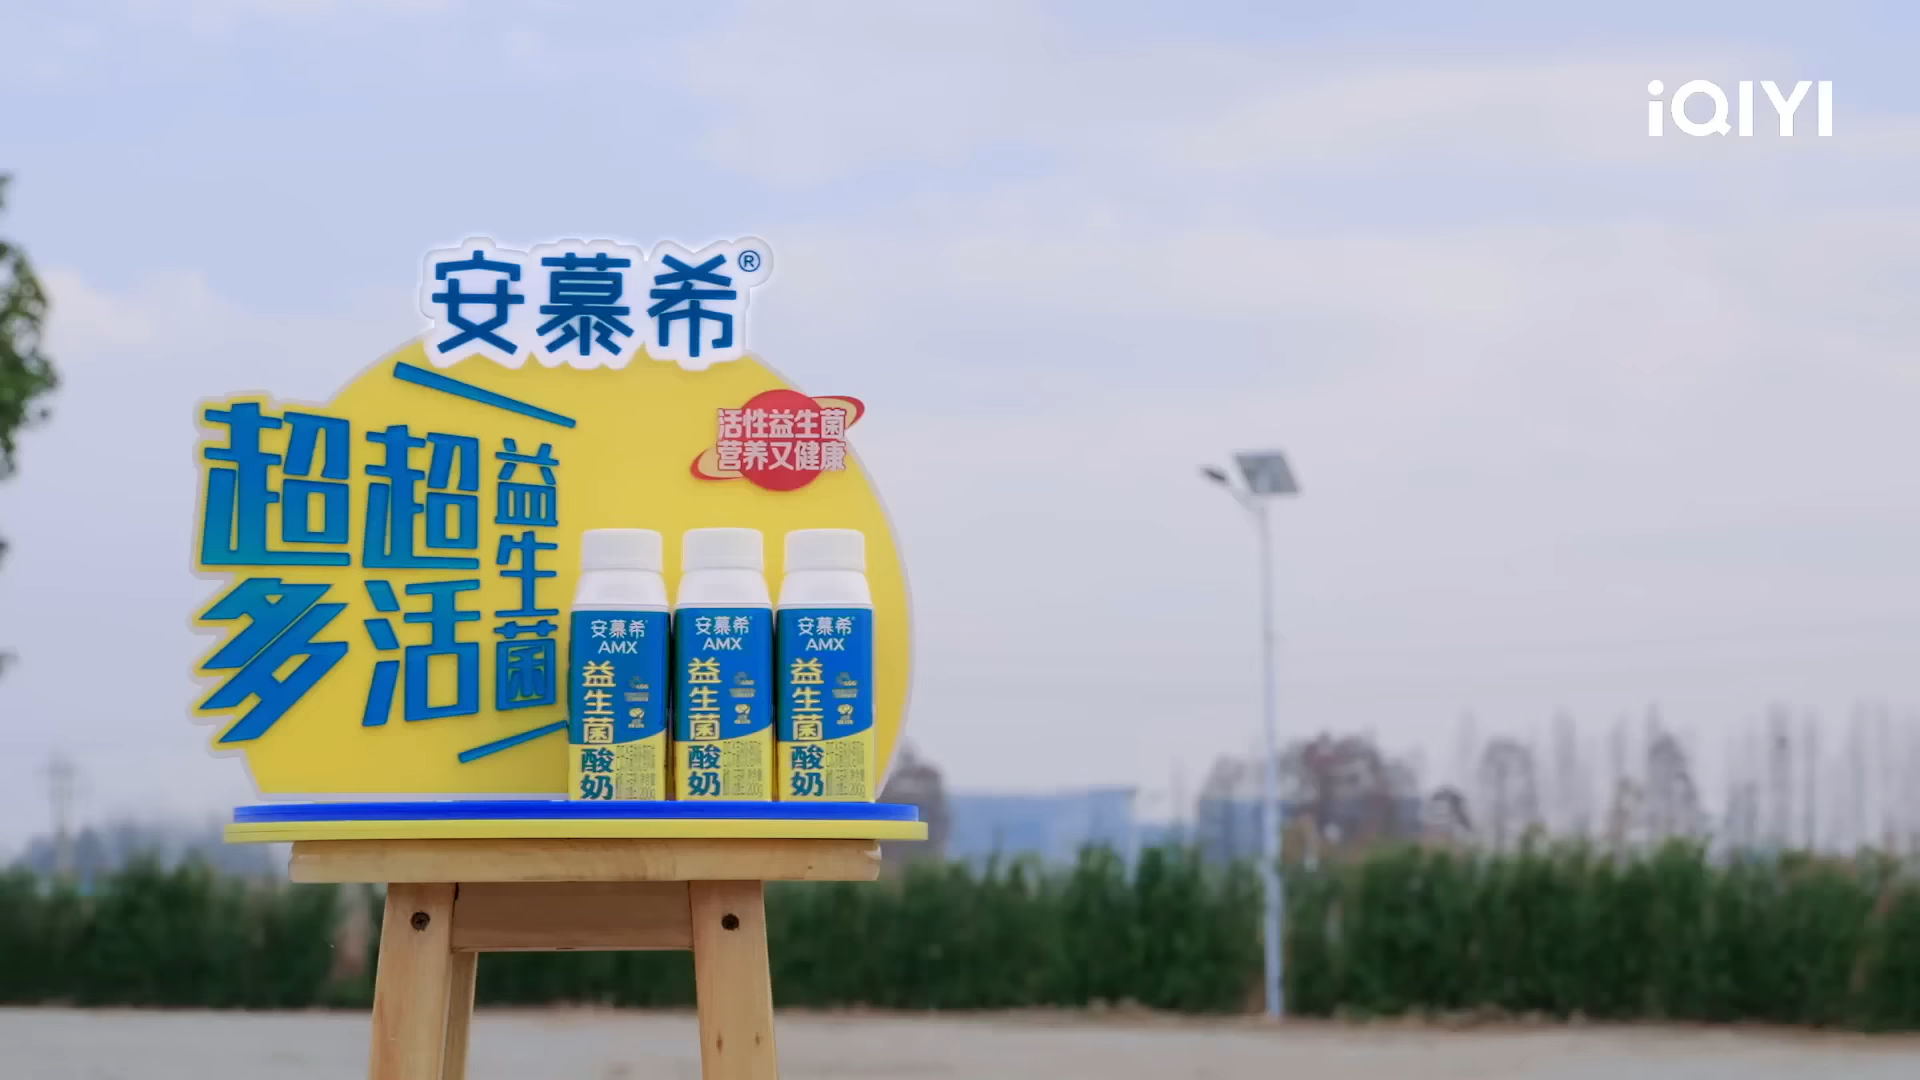 iQIYI
安慕希®
超超益生菌
多活
活性益生菌
营养又健康
安慕希
AMX
益生菌
酸奶
安慕希
AMX
益生菌
酸奶
200g
安慕希
AMX
益生菌
酸奶
200g